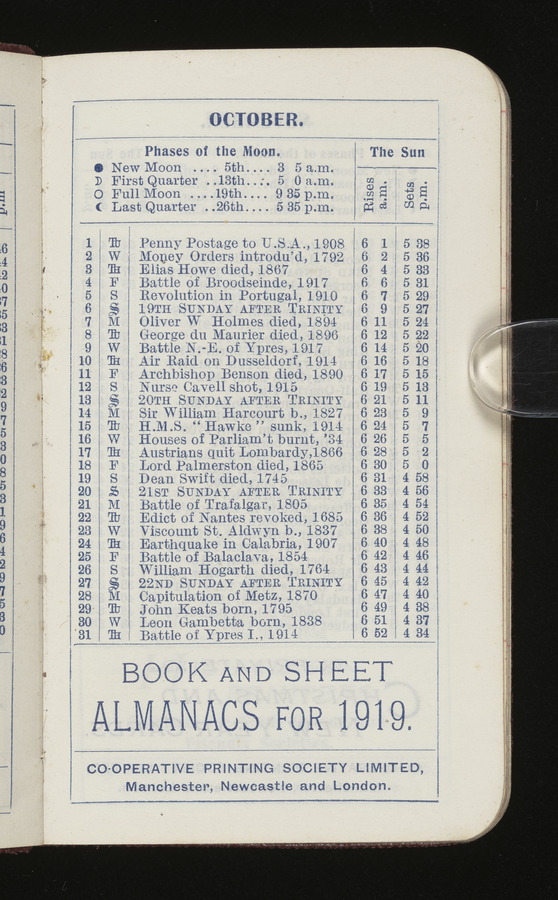 OCTOBER.
Phases of the Moon. The Sun
● New Moon .... 5th.... 3 5 a.m.
☽ First Quarter ..13th.... 5 0 a.m.
○ Full Moon ....19th.... 9 35 p.m.
☾ Last Quarter ..26th.... 5 35 p.m.
Rises a.m. Sets p.m.
1 Tu Penny Postage to U.S.A., 1908 6 1 5 38
2 W Money Orders introdu'd, 1792 6 2 5 36
3 TH Elias Howe died, 1867 6 4 5 33
4 F Battle of Broodseinde, 1917 6 6 5 31
5 S Revolution in Portugal, 1910 6 7 5 29
6 S 19TH SUNDAY AFTER TRINITY 6 9 5 27
7 M Oliver W Holmes died, 1894 6 11 5 24
8 Tu George du Maurier died, 1896 6 12 5 22
9 W Battle N.-E. of Ypres, 1917 6 14 5 20
10 TH Air Raid on Dusseldorf, 1914 6 16 5 18
11 F Archbishop Benson died, 1890 6 17 5 15
12 S Nurse Cavell shot, 1915 6 19 5 13
13 S 20TH SUNDAY AFTER TRINITY 6 21 5 11
14 M Sir William Harcourt b., 1827 6 23 5 9
15 Tu H.M.S. "Hawke" sunk, 1914 6 24 5 7
16 W Houses of Parliam't burnt, '34 6 26 5 5
17 TH Austrians quit Lombardy,1866 6 28 5 2
18 F Lord Palmerston died, 1865 6 30 5 0
19 S Dean Swift died, 1745 6 31 4 58
20 S 21ST SUNDAY AFTER TRINITY 6 33 4 56
21 M Battle of Trafalgar, 1805 6 35 4 54
22 Tu Edict of Nantes revoked, 1685 6 36 4 52
23 W Viscount St. Aldwyn b., 1837 6 38 4 50
24 TH Earthquake in Calabria, 1907 6 40 4 48
25 F Battle of Balaclava, 1854 6 42 4 46
26 S William Hogarth died, 1764 6 43 4 44
27 S 22ND SUNDAY AFTER TRINITY 6 45 4 42
28 M Capitulation of Metz, 1870 6 47 4 40
29 Tu John Keats born, 1795 6 49 4 38
30 W Leon Gambetta born, 1838 6 51 4 37
31 TH Battle of Ypres I., 1914 6 52 4 34
BOOK AND SHEET
ALMANACS FOR 1919.
CO-OPERATIVE PRINTING SOCIETY LIMITED,
Manchester, Newcastle and London.